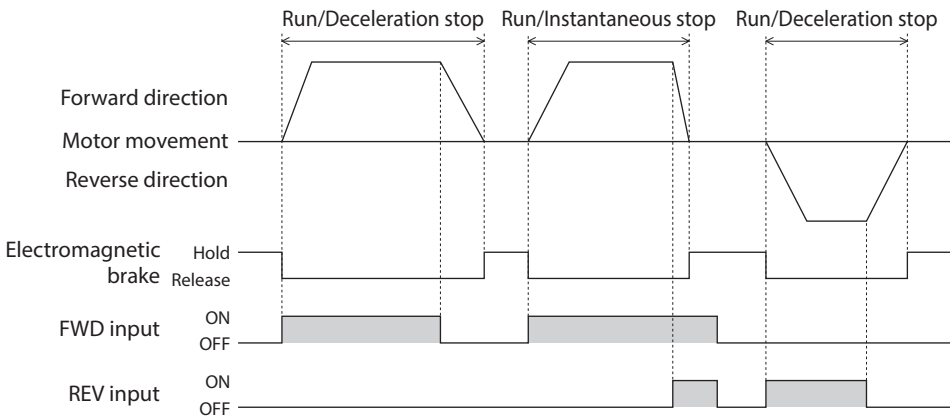 Run/Deceleration stop Run/Instantaneous stop Run/Deceleration stop
Forward direction
Motor movement
Reverse direction
Electromagnetic
brake
Hold
Release
FWD input
ON
OFF
REV input
ON
OFF